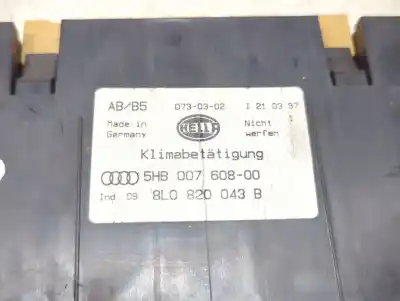 AB/B5 073-03-02 I 21 03 97
Made in HELLA Nicht
Germany werfen
Klimabetätigung
5HB 007 608-00
Ind 09 8L0 820 043 B